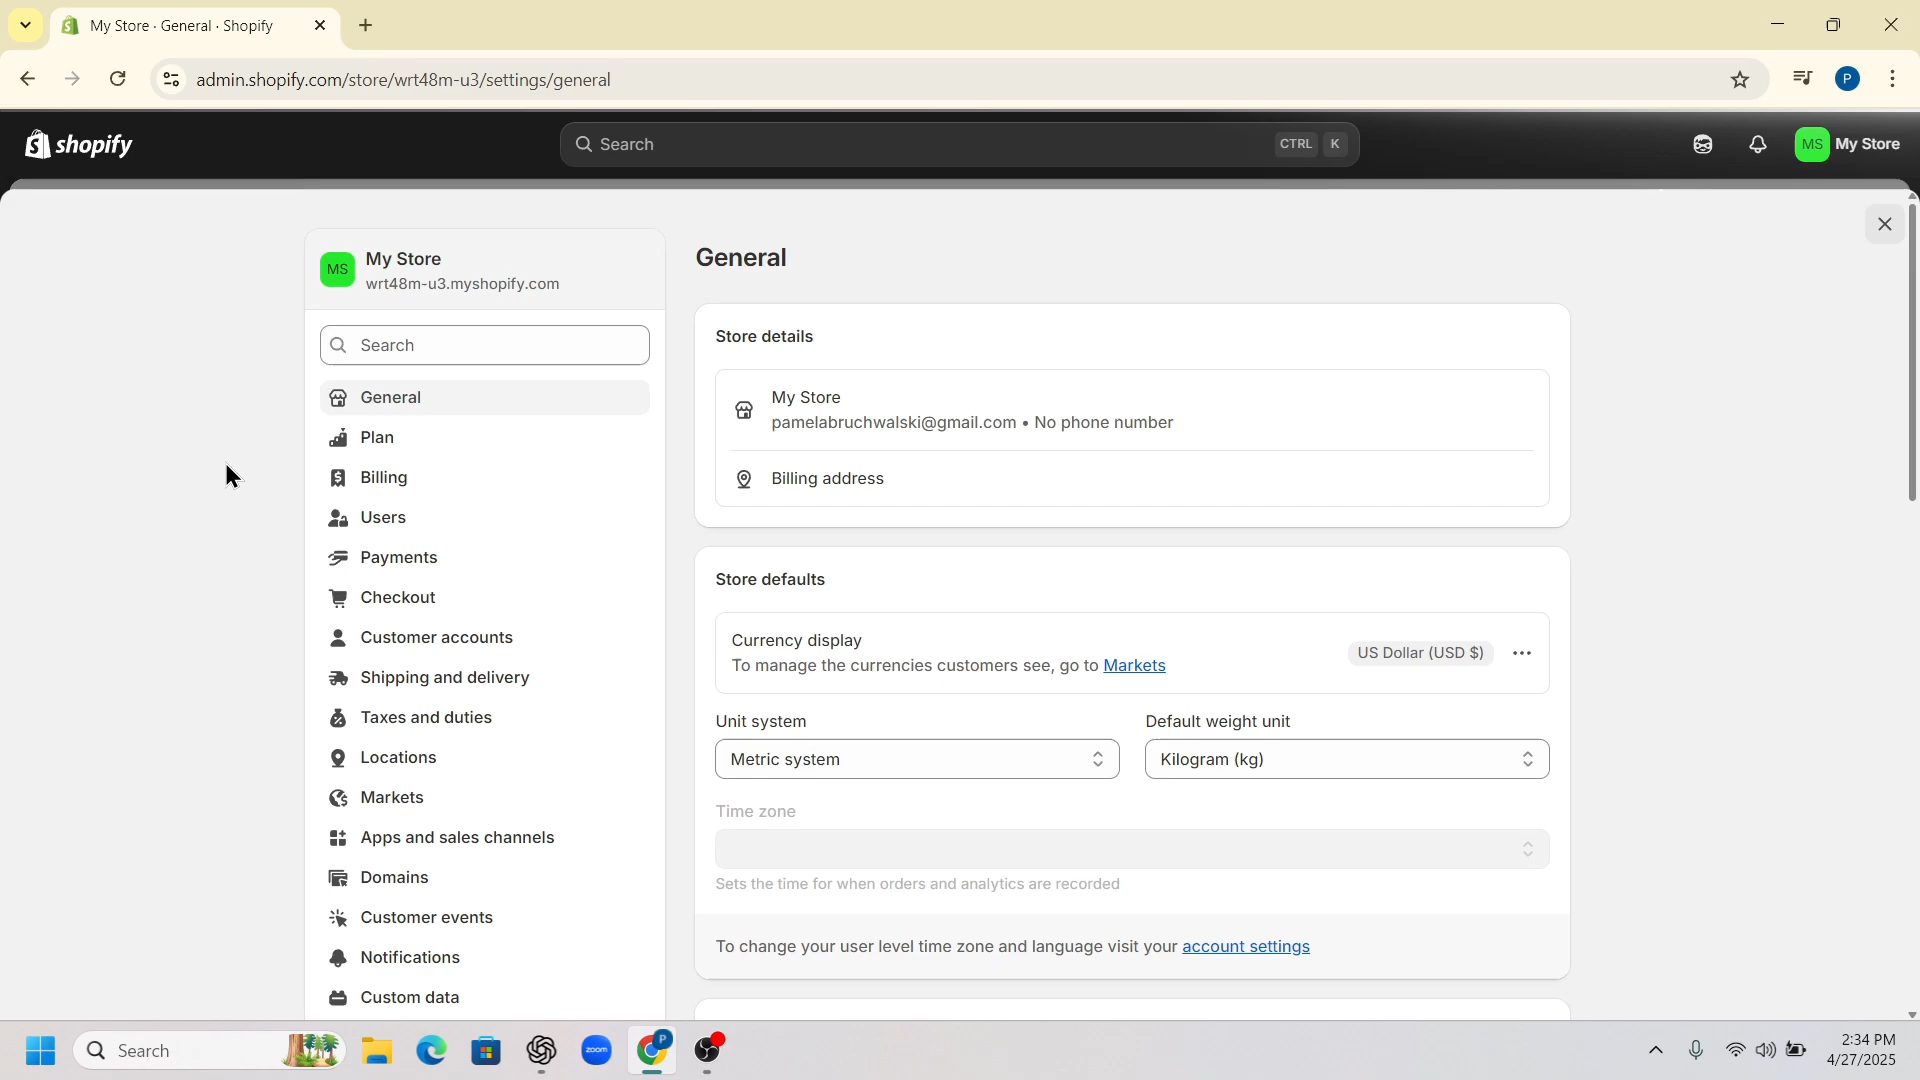 My Store · General · Shopify
admin.shopify.com/store/wrt48m-u3/settings/general
P
shopify
Search
CTRL K
MS My Store
MS
My Store
wrt48m-u3.myshopify.com
Search
General
Plan
Billing
Users
Payments
Checkout
Customer accounts
Shipping and delivery
Taxes and duties
Locations
Markets
Apps and sales channels
Domains
Customer events
Notifications
Custom data
General
Store details
My Store
pamelabruchwalski@gmail.com • No phone number
Billing address
Store defaults
Currency display
To manage the currencies customers see, go to Markets
US Dollar (USD $)
Unit system
Metric system
Default weight unit
Kilogram (kg)
Time zone
Sets the time for when orders and analytics are recorded
To change your user level time zone and language visit your account settings
Search
zoom
P
2:34 PM
4/27/2025